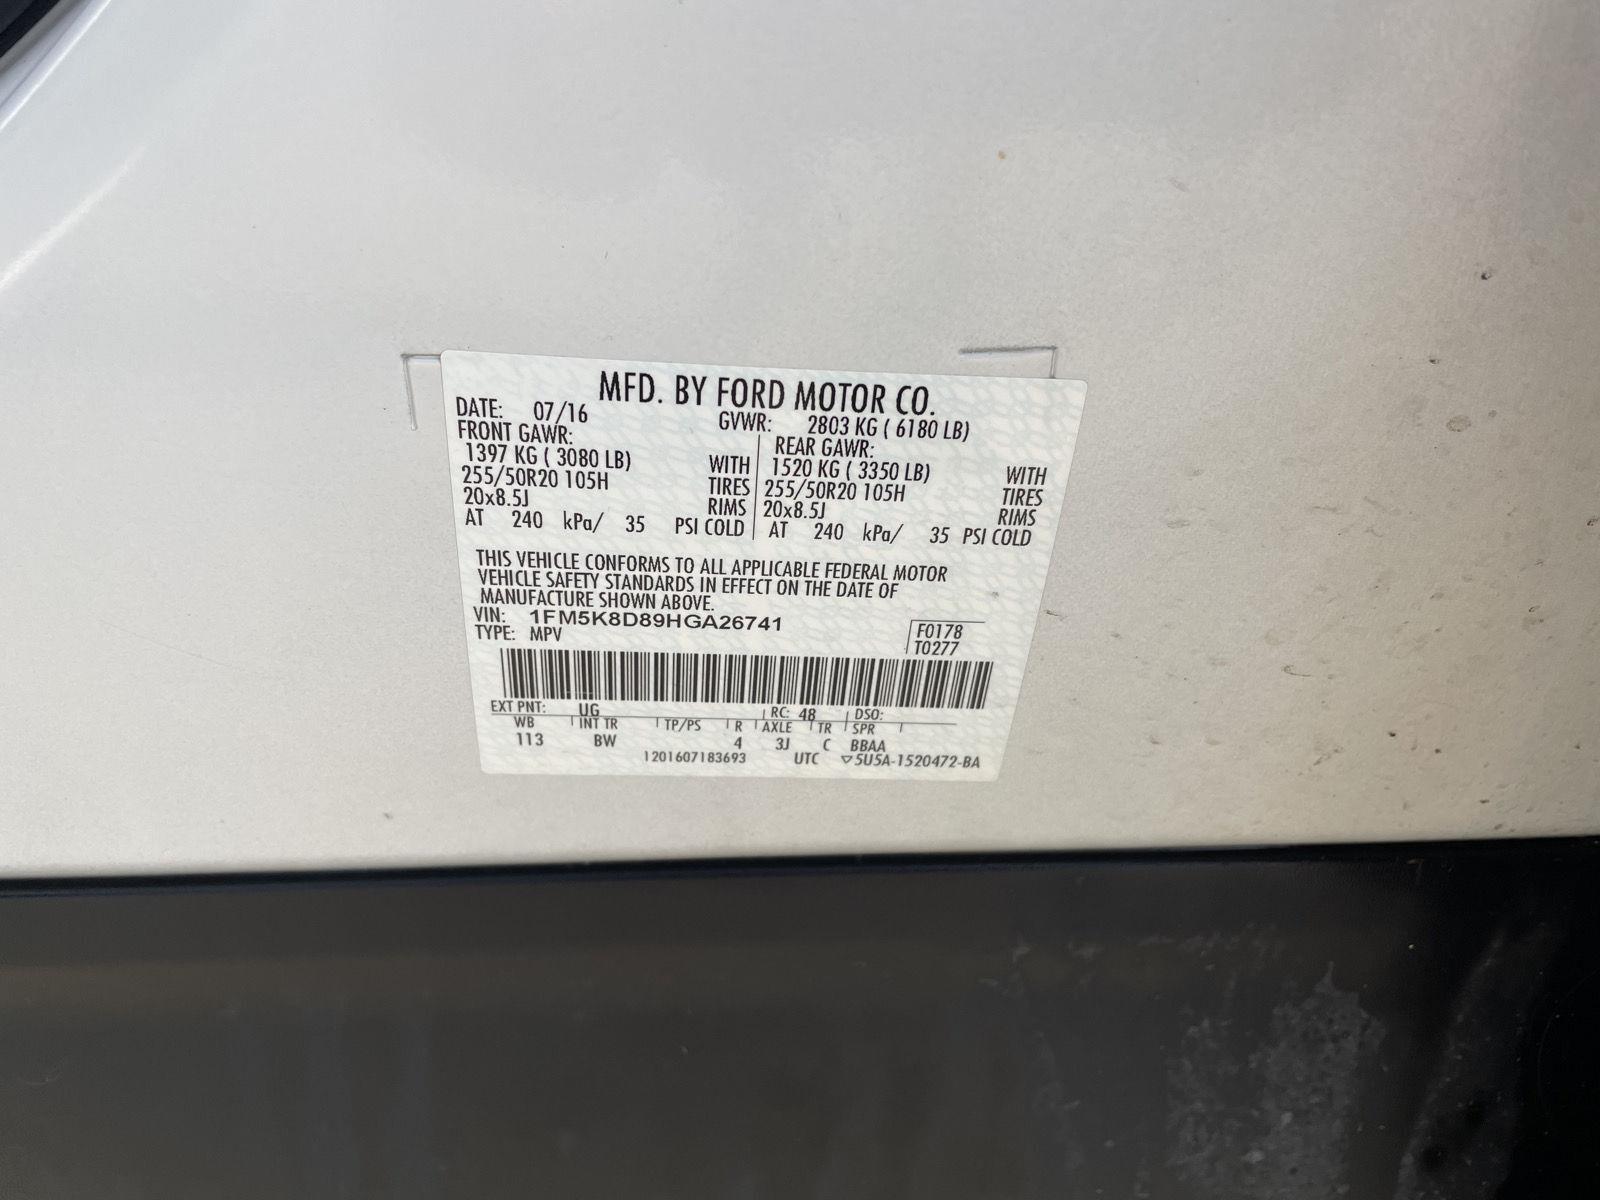 MFD. BY FORD MOTOR CO.
DATE: 07/16 GVWR: 2803 KG ( 6180 LB)
FRONT GAWR: REAR GAWR:
1397 KG ( 3080 LB) WITH 1520 KG ( 3350 LB) WITH
255/50R20 105H TIRES 255/50R20 105H TIRES
20x8.5J RIMS 20x8.5J RIMS
AT 240 kPa/ 35 PSI COLD AT 240 kPa/ 35 PSI COLD
THIS VEHICLE CONFORMS TO ALL APPLICABLE FEDERAL MOTOR
VEHICLE SAFETY STANDARDS IN EFFECT ON THE DATE OF
MANUFACTURE SHOWN ABOVE.
VIN: 1FM5K8D89HGA26741
TYPE: MPV
F0178
T0277
EXT PNT: UG RC: 48 DSO:
WB INT TR TP/PS R AXLE TR SPR
113 BW 4 3J C BBAA
1201607183693 UTC ▽5U5A-1520472-BA